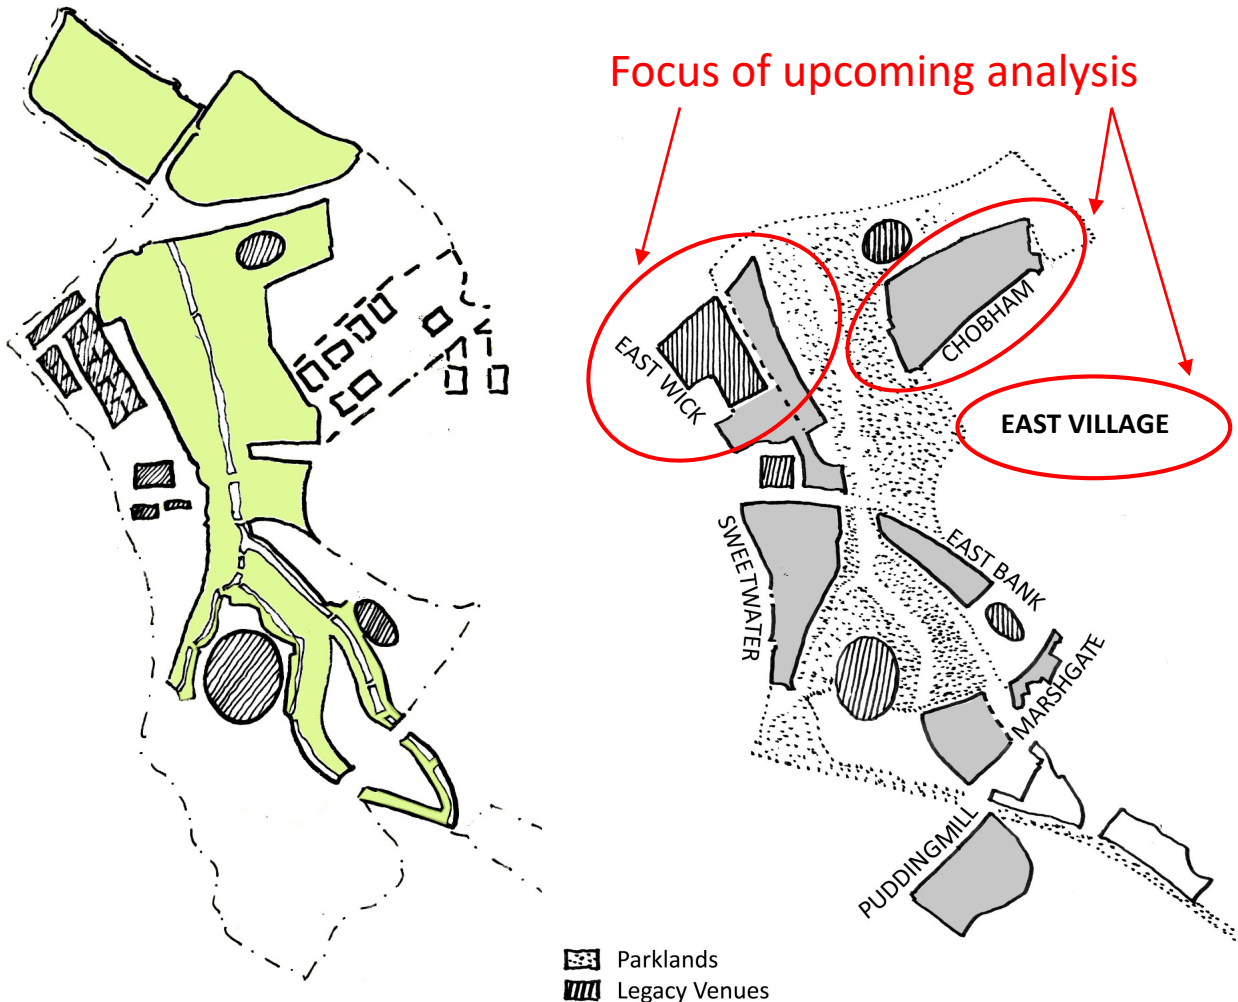 Focus of upcoming analysis
CHOBHAM
EAST WICK
EAST VILLAGE
SWEETWATER
EAST BANK
MARSHGATE
PUDDINGMILL
Parklands
Legacy Venues